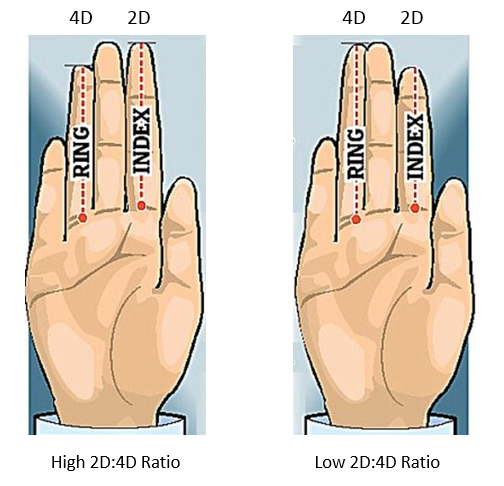 4D 2D
4D 2D
RING
INDEX
RING
INDEX
High 2D:4D Ratio
Low 2D:4D Ratio